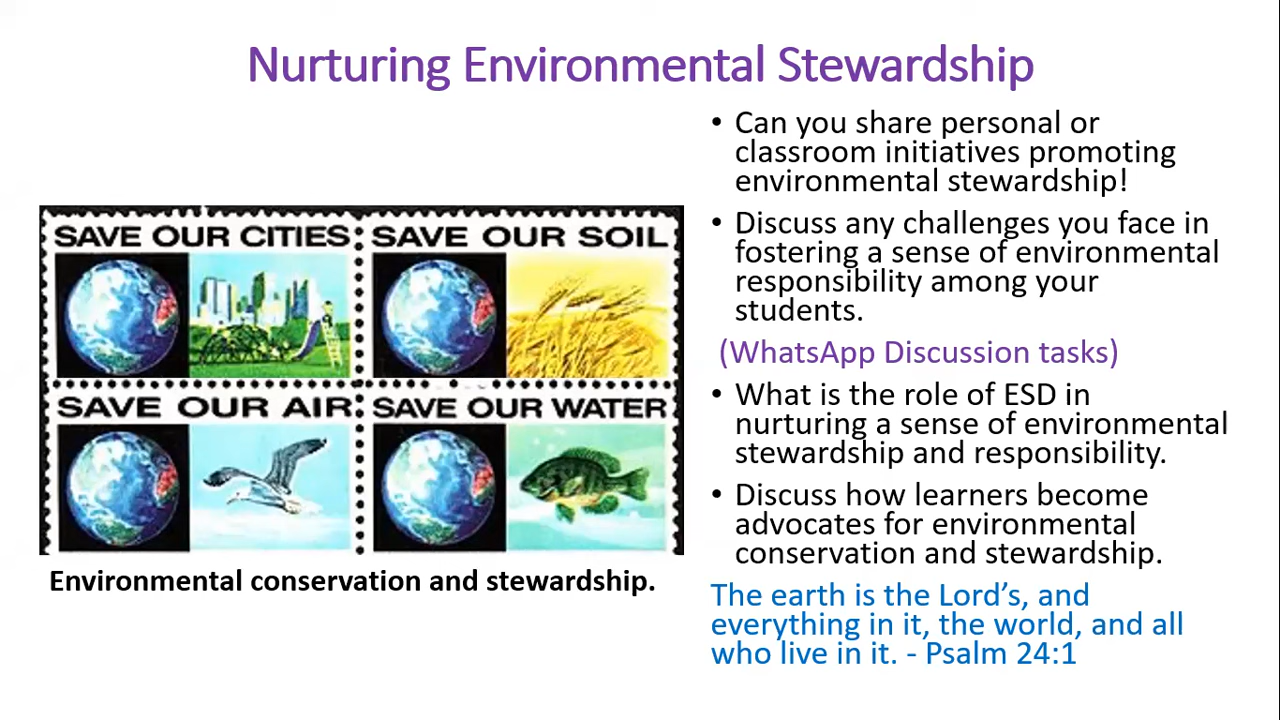 Nurturing Environmental Stewardship
SAVE OUR CITIES
SAVE OUR SOIL
SAVE OUR AIR
SAVE OUR WATER
Environmental conservation and stewardship.
• Can you share personal or
classroom initiatives promoting
environmental stewardship!
• Discuss any challenges you face in
fostering a sense of environmental
responsibility among your
students.
(WhatsApp Discussion tasks)
• What is the role of ESD in
nurturing a sense of environmental
stewardship and responsibility.
• Discuss how learners become
advocates for environmental
conservation and stewardship.
The earth is the Lord’s, and
everything in it, the world, and all
who live in it. - Psalm 24:1